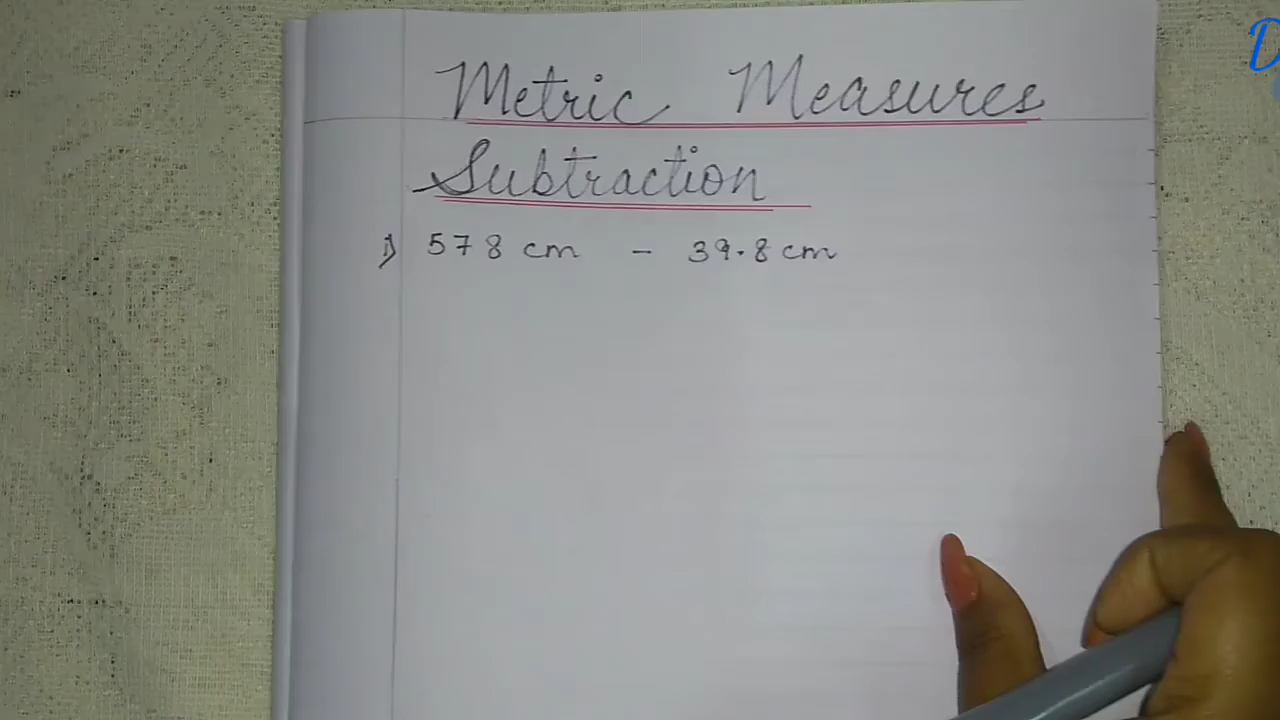 Metric Measures
Subtraction
1) 578 cm - 39.8 cm